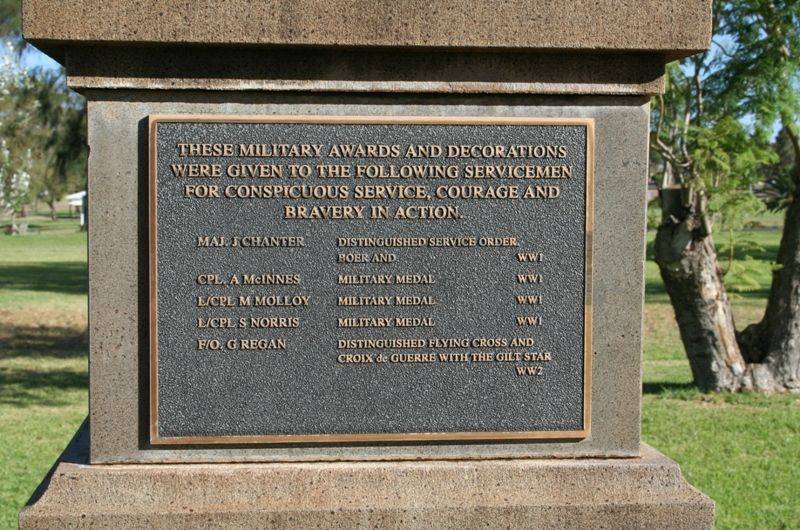 THESE MILITARY AWARDS AND DECORATIONS
WERE GIVEN TO THE FOLLOWING SERVICEMEN
FOR CONSPICUOUS SERVICE, COURAGE AND
BRAVERY IN ACTION.
MAJ. J CHANTER DISTINGUISHED SERVICE ORDER
BOER AND WW1
CPL. A McINNES MILITARY MEDAL WW1
L/CPL M MOLLOY MILITARY MEDAL WW1
L/CPL S NORRIS MILITARY MEDAL WW1
F/O. G REGAN DISTINGUISHED FLYING CROSS AND
CROIX de GUERRE WITH THE GILT STAR
WW2